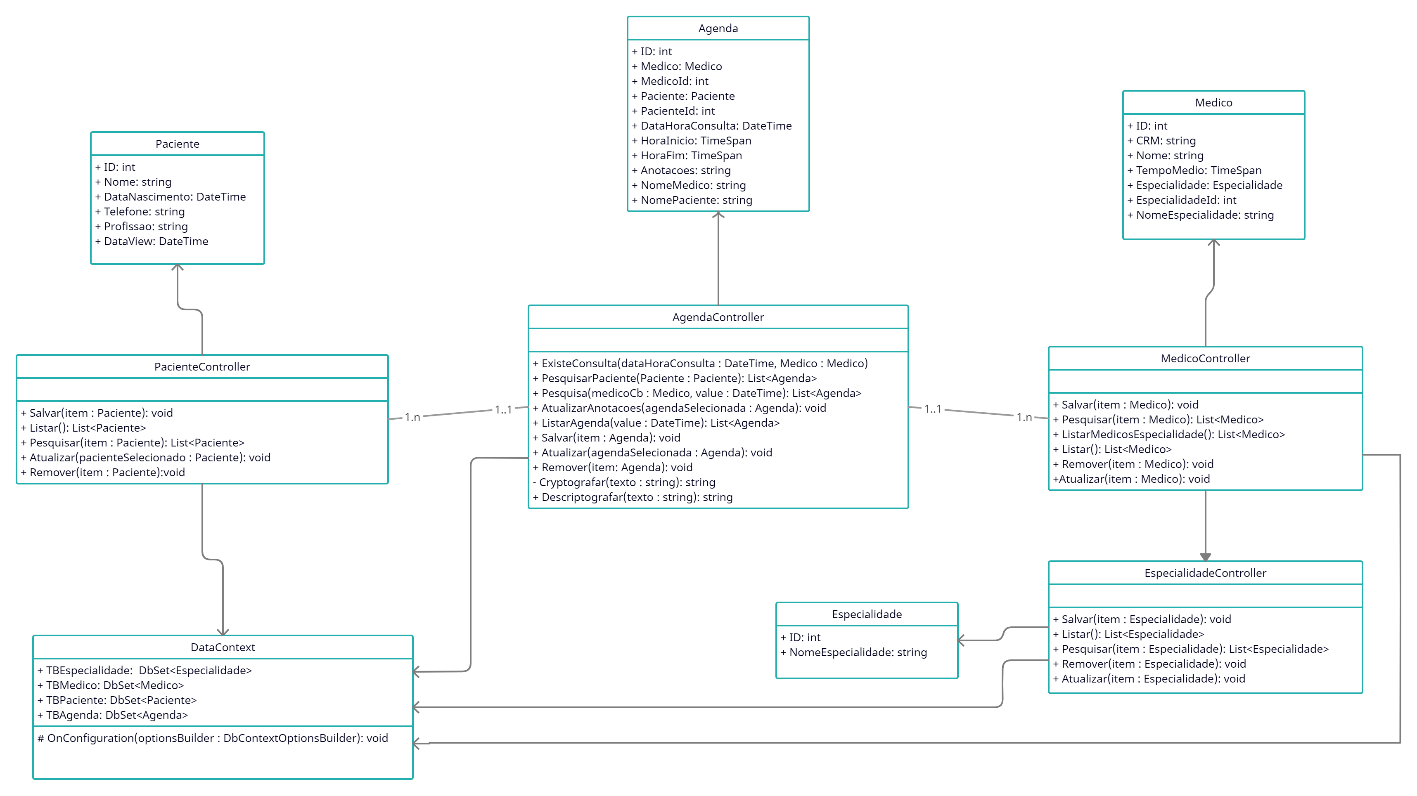 Agenda
+ ID: int
+ Medico: Medico
+ MedicoId: int
+ Paciente: Paciente
+ PacienteId: int
+ DataHoraConsulta: DateTime
+ HoraInicio: TimeSpan
+ HoraFim: TimeSpan
+ Anotacoes: string
+ NomeMedico: string
+ NomePaciente: string
Medico
+ ID: int
+ CRM: string
+ Nome: string
+ TempoMedio: TimeSpan
+ Especialidade: Especialidade
+ EspecialidadeId: int
+ NomeEspecialidade: string
Paciente
+ ID: int
+ Nome: string
+ DataNascimento: DateTime
+ Telefone: string
+ Profissao: string
+ DataView: DateTime
PacienteController
+ Salvar(item : Paciente): void
+ Listar(): List<Paciente>
+ Pesquisar(item : Paciente): List<Paciente>
+ Atualizar(pacienteSelecionado : Paciente): void
+ Remover(item : Paciente):void
1.n
1..1
AgendaController
+ ExisteConsulta(dataHoraConsulta : DateTime, Medico : Medico)
+ PesquisarPaciente(Paciente : Paciente): List<Agenda>
+ Pesquisa(medicoCb : Medico, value : DateTime): List<Agenda>
+ AtualizarAnotacoes(agendaSelecionada : Agenda): void
+ ListarAgenda(value : DateTime): List<Agenda>
+ Salvar(item : Agenda): void
+ Atualizar(agendaSelecionada : Agenda): void
+ Remover(item: Agenda): void
- Cryptografar(texto : string): string
+ Descriptografar(texto : string): string
1..1
1.n
MedicoController
+ Salvar(item : Medico): void
+ Pesquisar(item : Medico): List<Medico>
+ ListarMedicosEspecialidade(): List<Medico>
+ Listar(): List<Medico>
+ Remover(item : Medico): void
+Atualizar(item : Medico): void
EspecialidadeController
+ Salvar(item : Especialidade): void
+ Listar(): List<Especialidade>
+ Pesquisar(item : Especialidade): List<Especialidade>
+ Remover(item : Especialidade): void
+ Atualizar(item : Especialidade): void
Especialidade
+ ID: int
+ NomeEspecialidade: string
DataContext
+ TBEspecialidade:  DbSet<Especialidade>
+ TBMedico: DbSet<Medico>
+ TBPaciente: DbSet<Paciente>
+ TBAgenda: DbSet<Agenda>
# OnConfiguration(optionsBuilder : DbContextOptionsBuilder): void